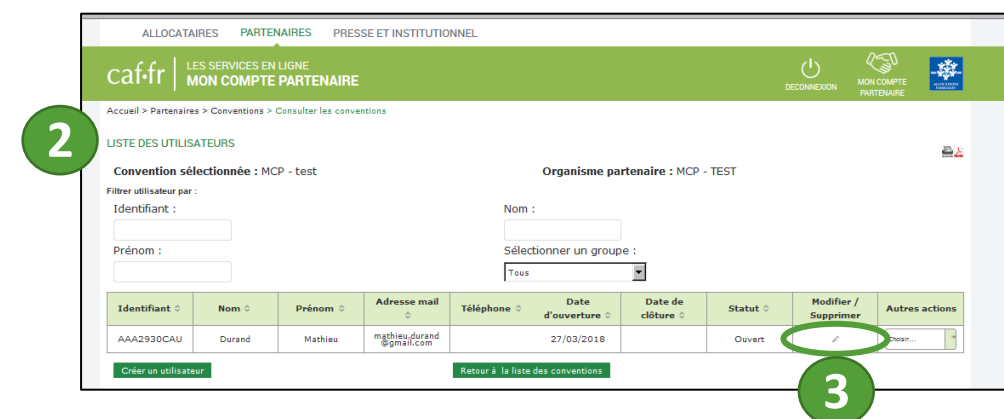 ALLOCATAIRES PARTENAIRES PRESSE ET INSTITUTIONNEL
caf.fr LES SERVICES EN LIGNE
MON COMPTE PARTENAIRE
DECONNEXION
MON COMPTE
PARTENAIRE
ALLOCATIONS
FAMILIALES
Accueil > Partenaires > Conventions > Consulter les conventions
2
LISTE DES UTILISATEURS
Convention sélectionnée : MCP - test Organisme partenaire : MCP - TEST
Filtrer utilisateur par :
Identifiant : Nom :
Prénom : Sélectionner un groupe :
Tous
Identifiant Nom Prénom Adresse mail Téléphone Date d'ouverture Date de clôture Statut Modifier / Supprimer Autres actions
AAA2930CAU Durand Mathieu mathieu.durand@gmail.com 27/03/2018 Ouvert Choisir...
Créer un utilisateur Retour à la liste des conventions
3